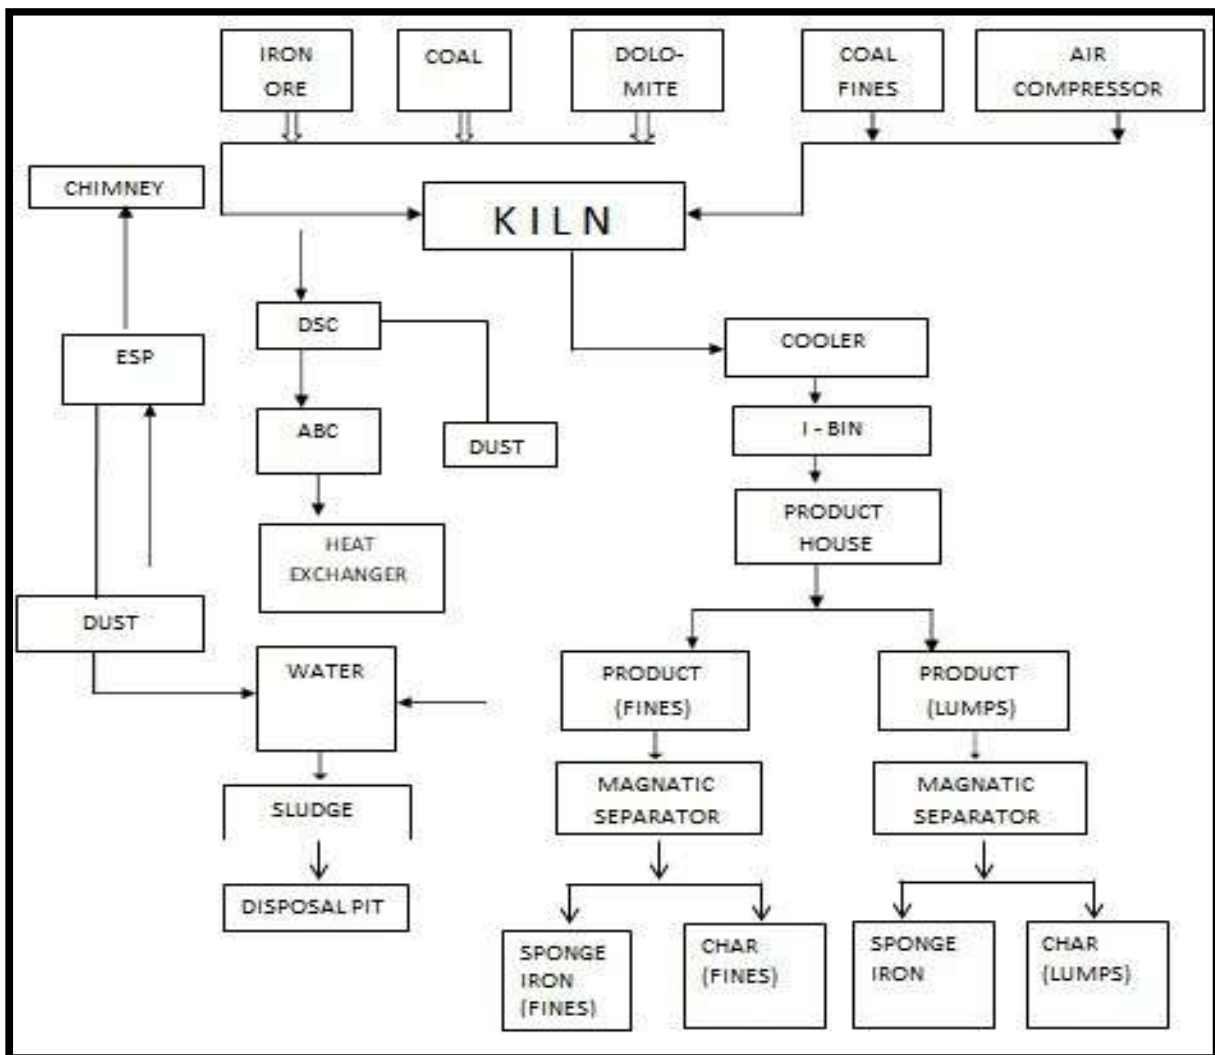 IRON
ORE
COAL
DOLO-
MITE
COAL
FINES
AIR
COMPRESSOR
CHIMNEY
KILN
DSC
COOLER
ESP
ABC
DUST
I - BIN
PRODUCT
HOUSE
HEAT
EXCHANGER
DUST
WATER
PRODUCT
(FINES)
PRODUCT
(LUMPS)
MAGNATIC
SEPARATOR
MAGNATIC
SEPARATOR
SLUDGE
DISPOSAL PIT
SPONGE
IRON
(FINES)
CHAR
(FINES)
SPONGE
IRON
CHAR
(LUMPS)